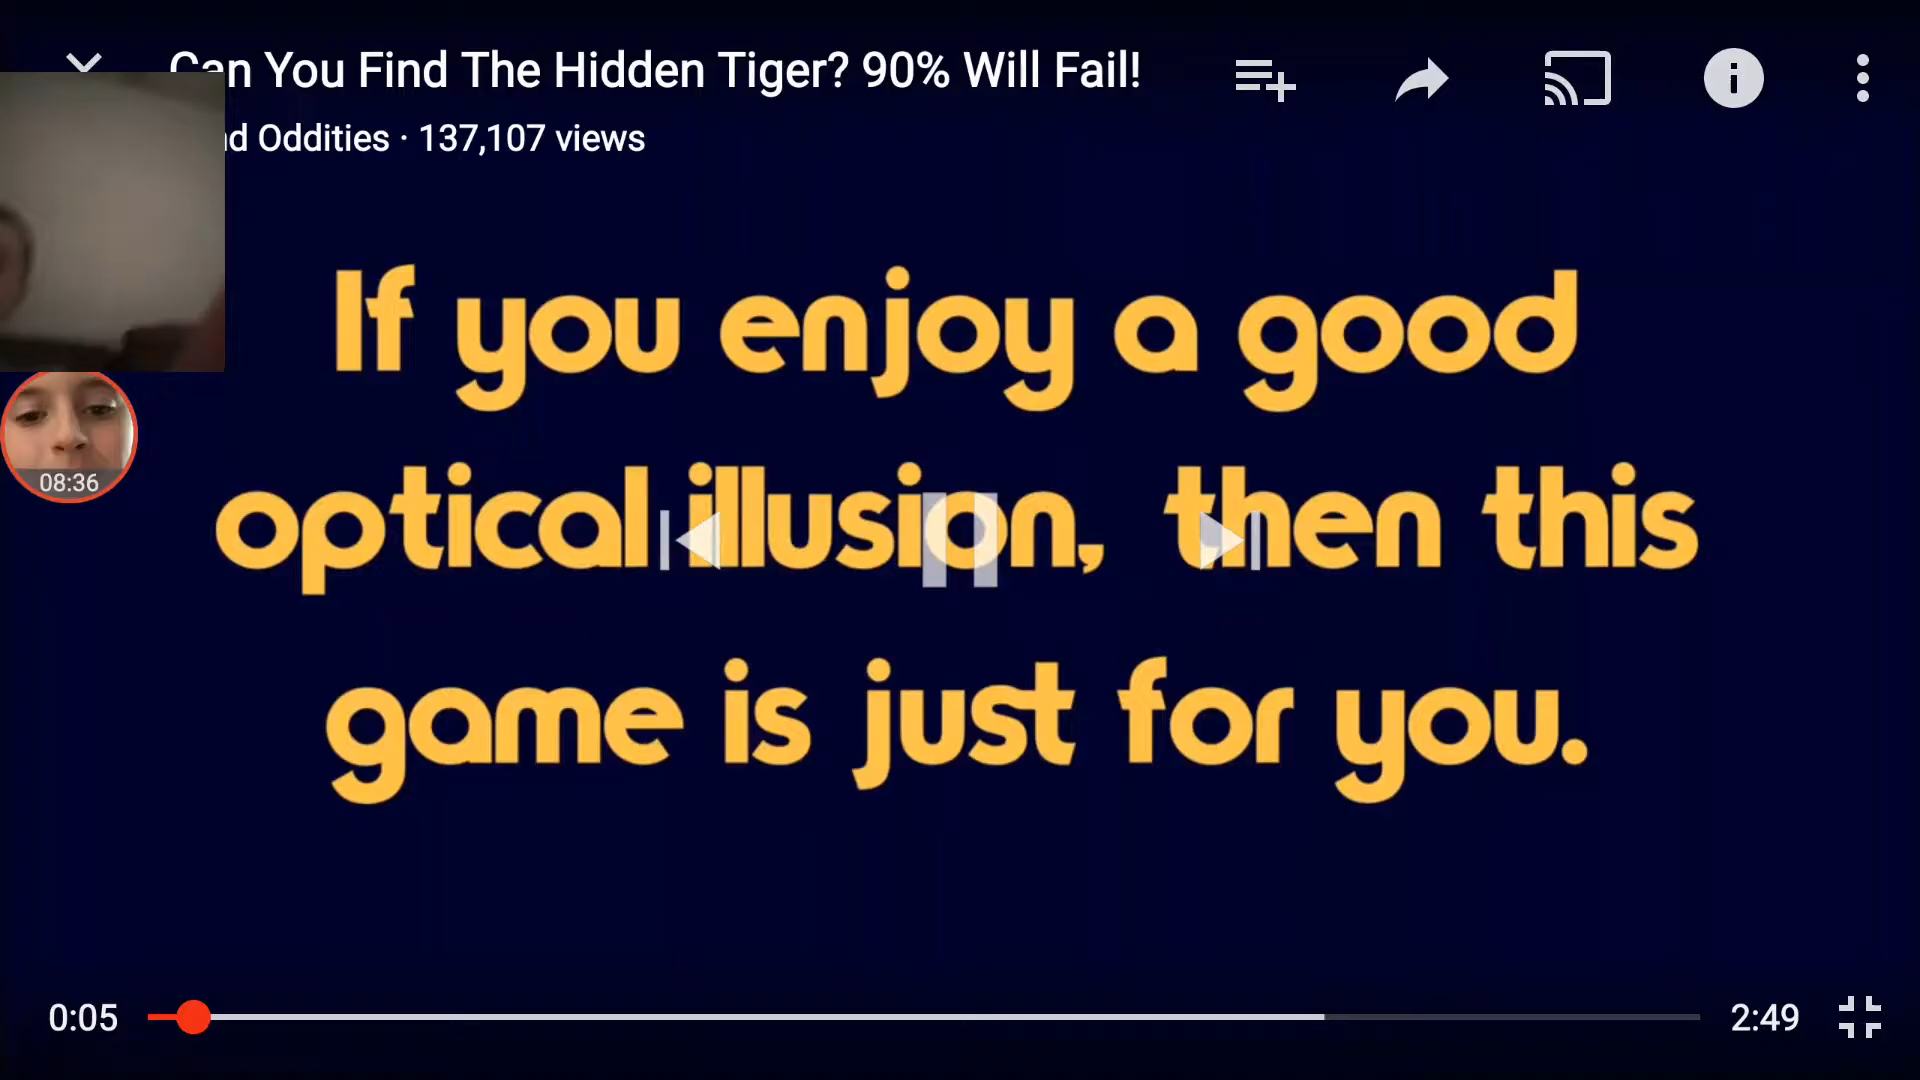 Can You Find The Hidden Tiger? 90% Will Fail!
Oddities · 137,107 views
If you enjoy a good
optical illusion, then this
game is just for you.
08:36
0:05
2:49